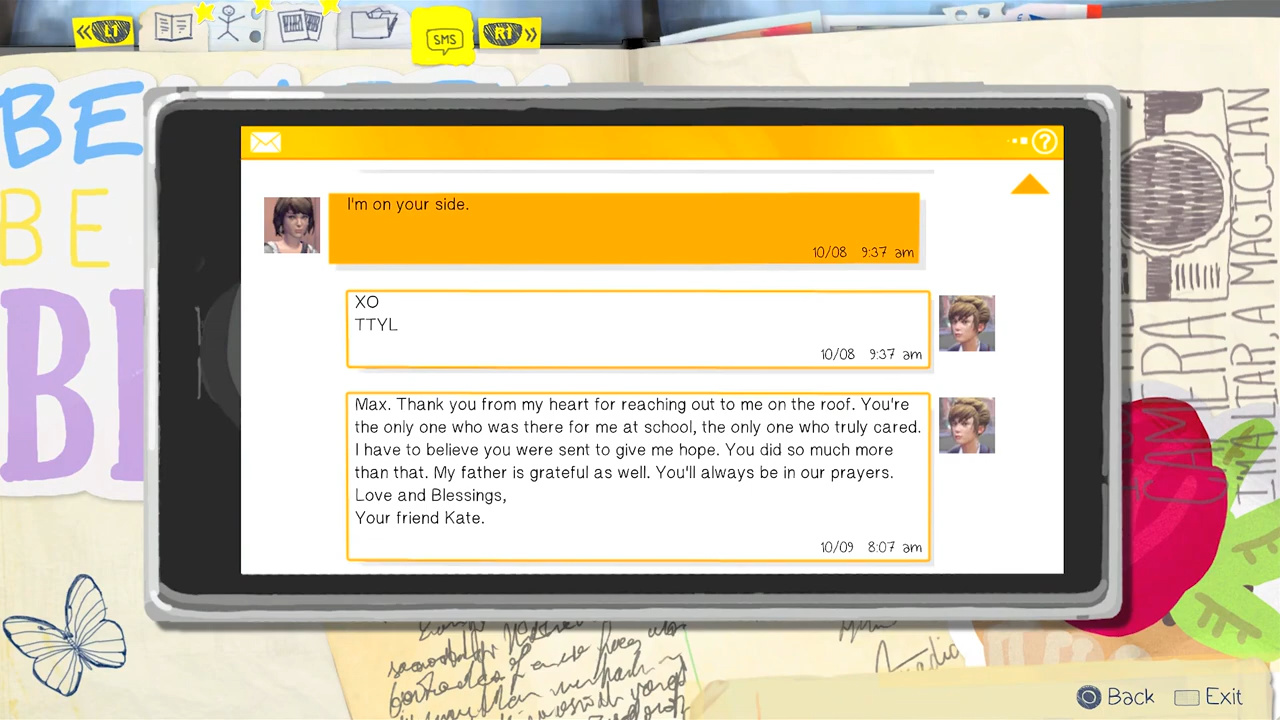 LT
SMS
R1
BE
BE
?
I'm on your side.
10/08 9:37 am
XO
TTYL
10/08 9:37 am
Max. Thank you from my heart for reaching out to me on the roof. You're
the only one who was there for me at school, the only one who truly cared.
I have to believe you were sent to give me hope. You did so much more
than that. My father is grateful as well. You'll always be in our prayers.
Love and Blessings,
Your friend Kate.
10/09 8:07 am
CAMERA
LIAR, A MAGICIAN
Back
Exit